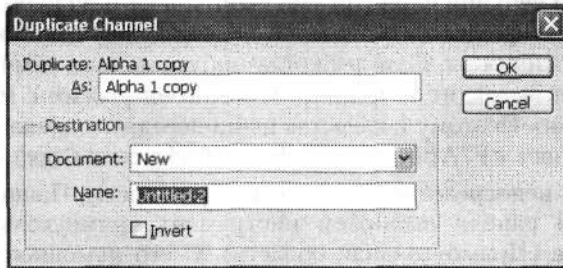 Duplicate Channel
Duplicate: Alpha 1 copy
As: Alpha 1 copy
OK
Cancel
Destination
Document: New
Name: Untitled-2
Invert